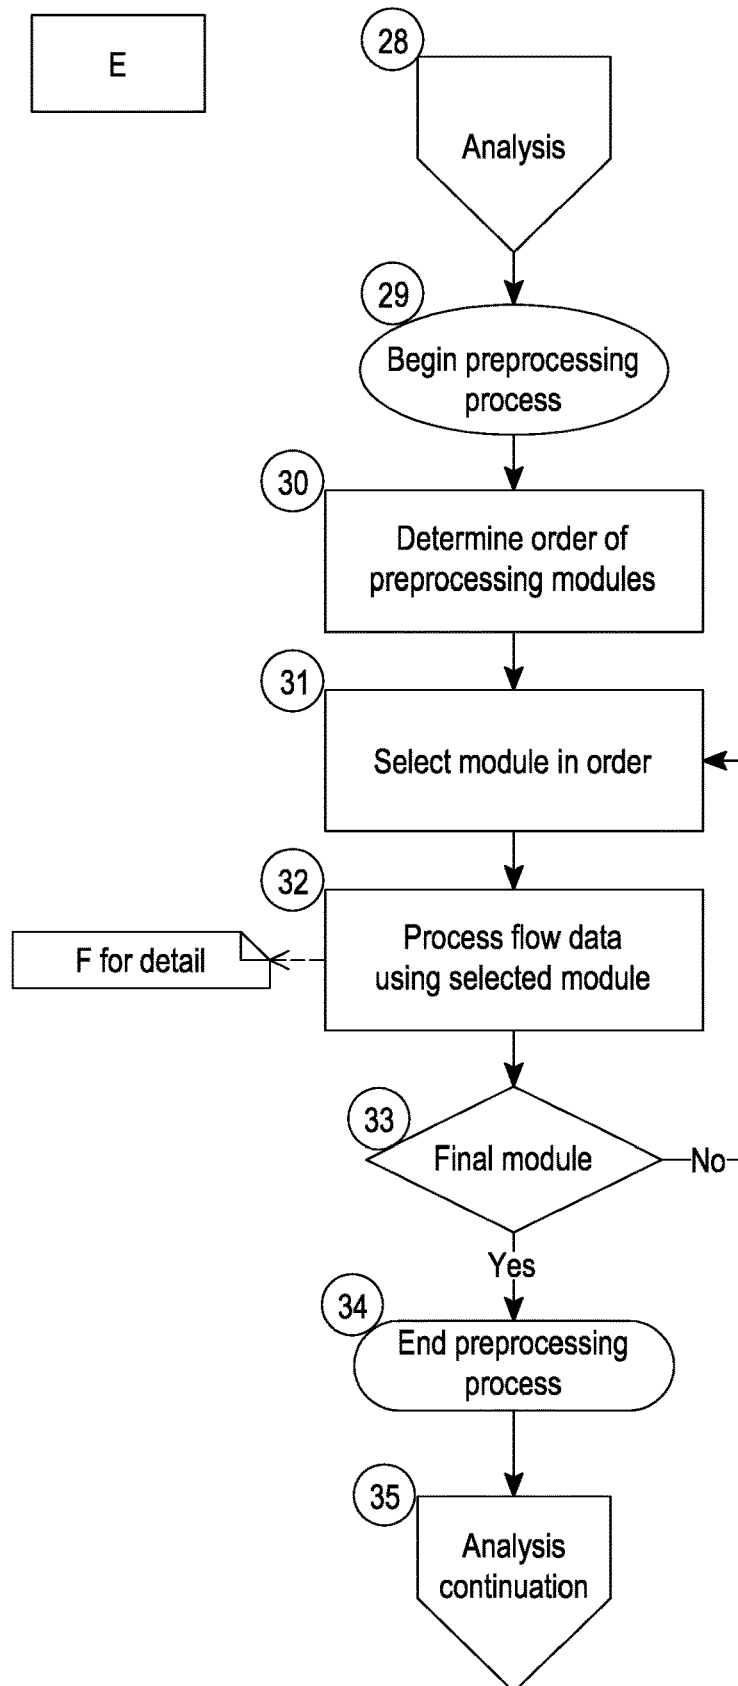 E
28
Analysis
29
Begin preprocessing
process
30
Determine order of
preprocessing modules
31
Select module in order
32
Process flow data
using selected module
F for detail
33
Final module
No
Yes
34
End preprocessing
process
35
Analysis
continuation